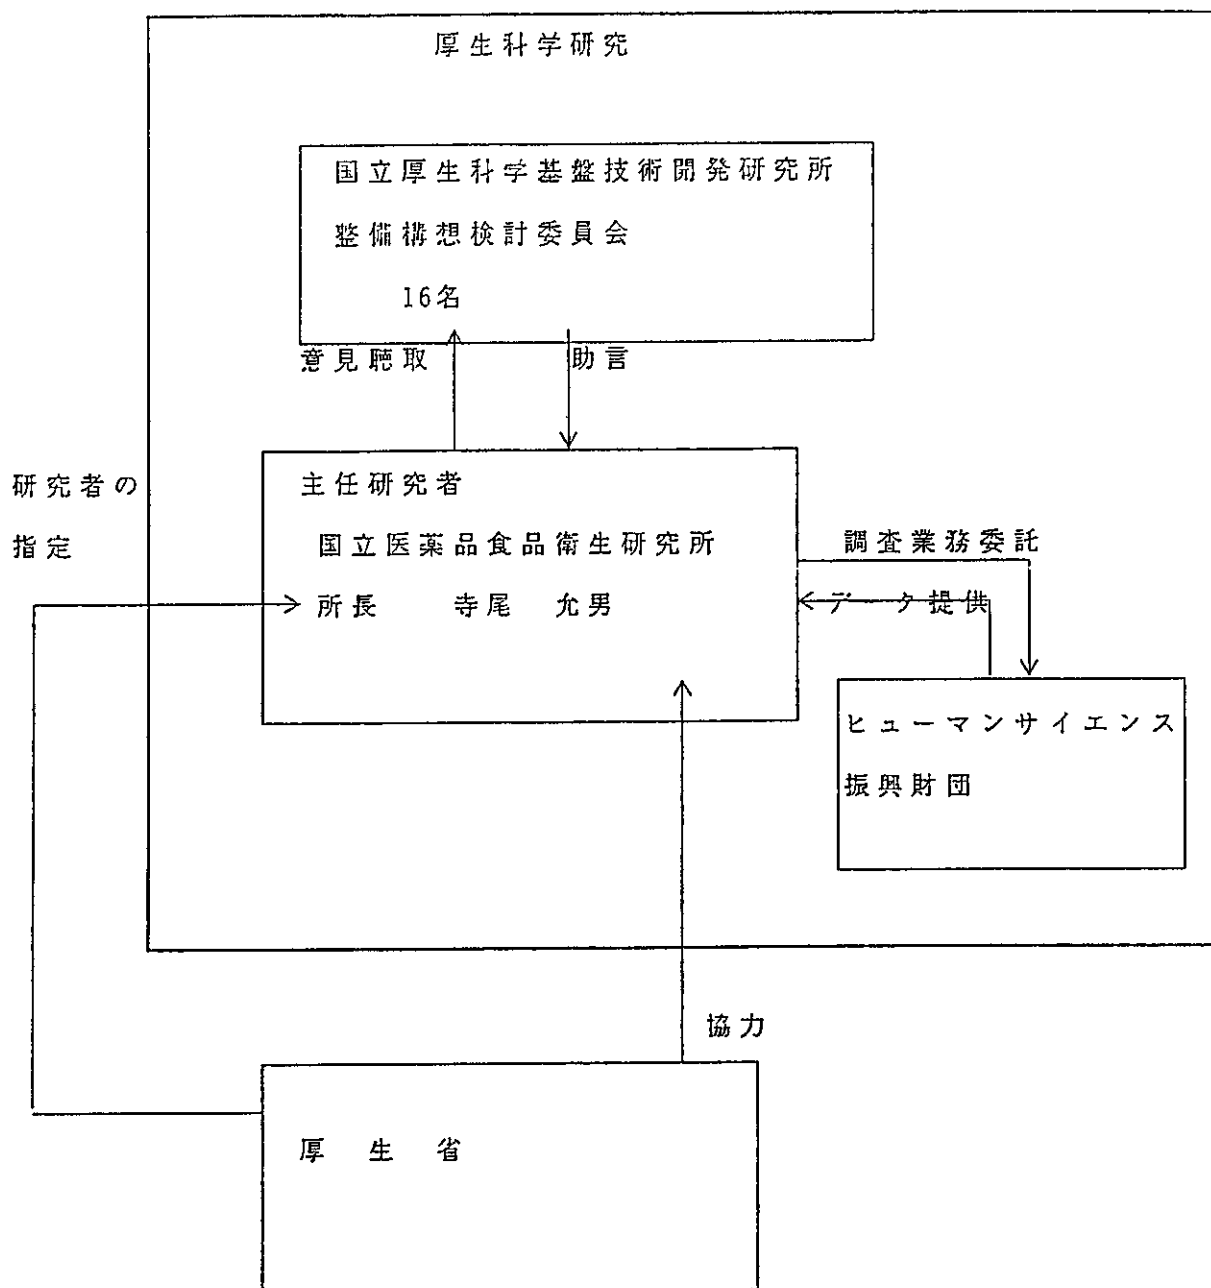 厚生科学研究
国立厚生科学基盤技術開発研究所
整備構想検討委員会
16名
意見聴取
助言
研究者の
指定
主任研究者
国立医薬品食品衛生研究所
所長 寺尾 允男
調査業務委託
データ提供
ヒューマンサイエンス
振興財団
協力
厚生省